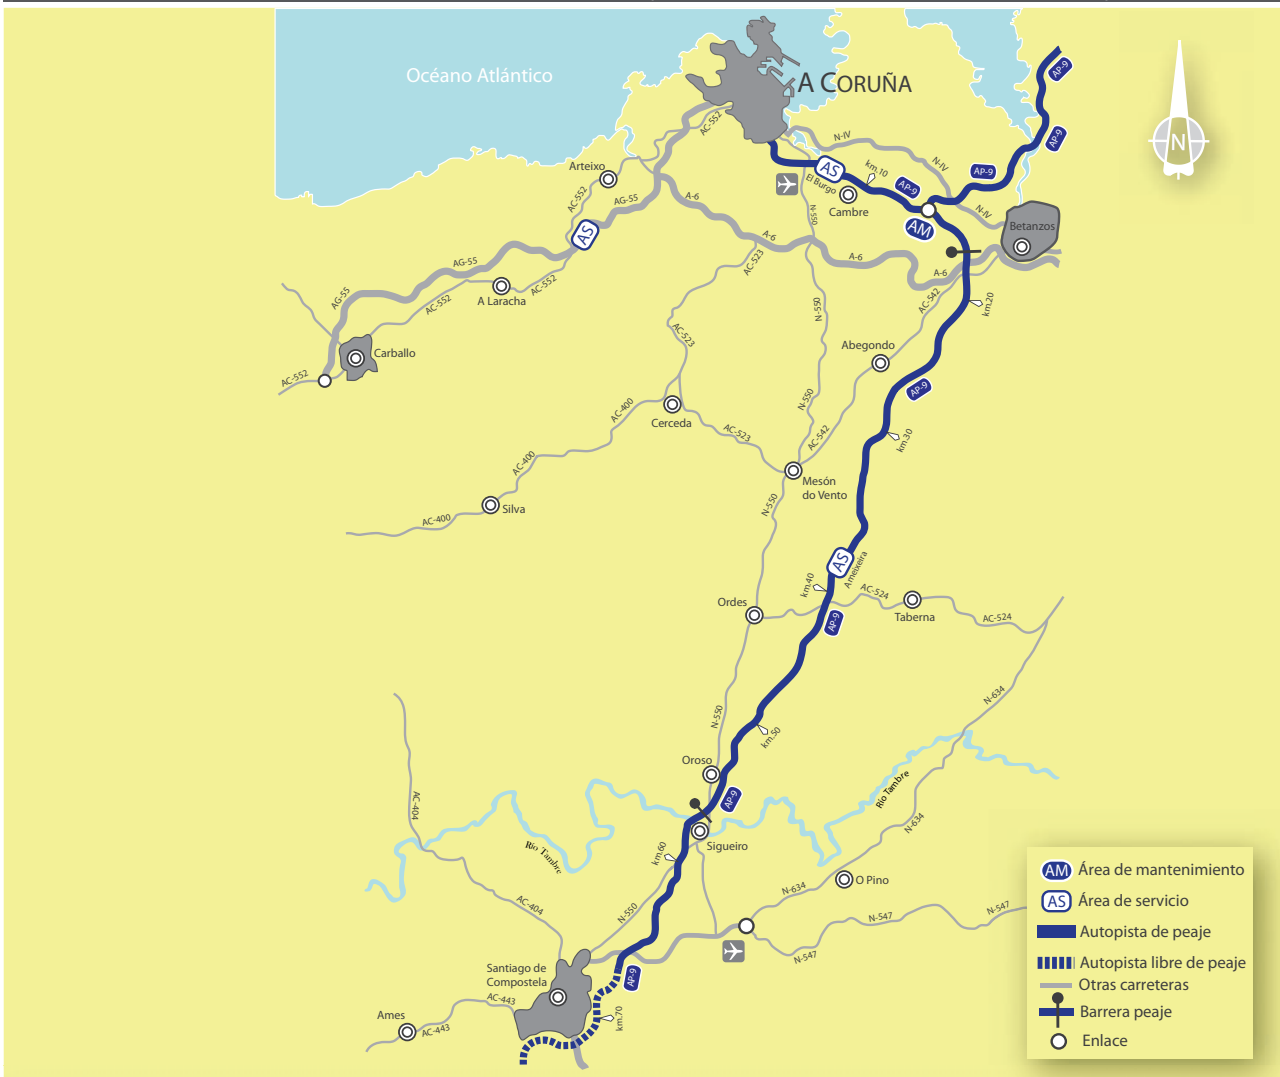 Océano Atlántico
A CORUÑA
AP-9
N
AC-552
N-IV
AP-9
Arteixo
AS
El Burgo
km.10
N-IV
AP-9
AP-9
AC-552
AG-55
A-6
Cambre
N-550
N-IV
AM
Betanzos
AS
A-6
AG-55
AC-523
A-6
A-6
AC-552
A Laracha
AG-55
AC-552
N-550
AC-542
km.20
AC-523
Abegondo
Carballo
AC-552
AP-9
AC-400
N-550
Cerceda
AC-523
AC-542
km.30
AC-400
Mesón
do Vento
Silva
N-550
AC-400
AS
Ameixeira
km.40
AC-524
Ordes
Taberna
AC-524
AP-9
N-634
N-550
km.50
Oroso
Río Tambre
AP-9
AC-404
N-634
Río Tambre
km.60
Sigueiro
O Pino
N-634
AC-404
N-550
N-547
N-547
N-547
Santiago de
Compostela
AP-9
AC-443
km.70
Ames
AC-443
AM Área de mantenimiento
AS Área de servicio
Autopista de peaje
Autopista libre de peaje
Otras carreteras
Barrera peaje
Enlace